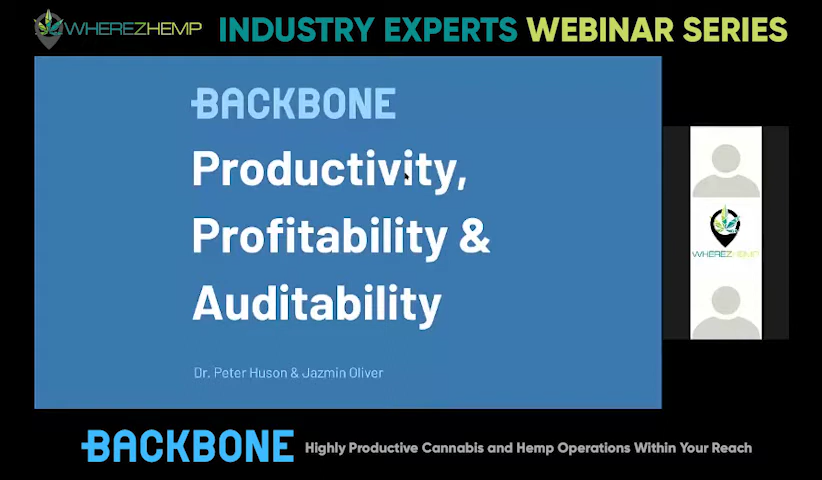 WHEREZHEMP INDUSTRY EXPERTS WEBINAR SERIES
BACKBONE
Productivity,
Profitability &
Auditability
Dr. Peter Huson & Jazmin Oliver
WHEREZHEMP
BACKBONE Highly Productive Cannabis and Hemp Operations Within Your Reach